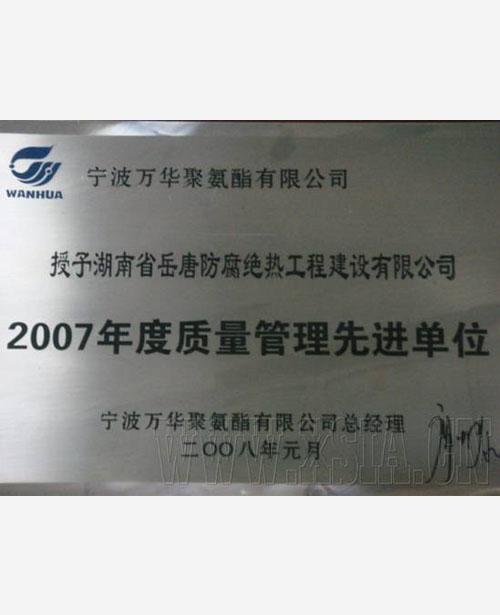 WANHUA
宁波万华聚氨酯有限公司
授予湖南省岳唐防腐绝热工程建设有限公司
2007年度质量管理先进单位
宁波万华聚氨酯有限公司总经理
二〇〇八年元月